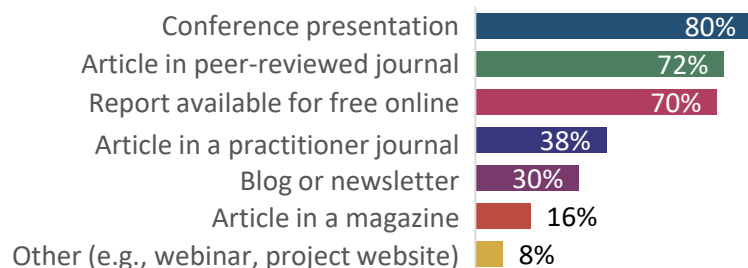 Conference presentation 80%
Article in peer-reviewed journal 72%
Report available for free online 70%
Article in a practitioner journal 38%
Blog or newsletter 30%
Article in a magazine 16%
Other (e.g., webinar, project website) 8%